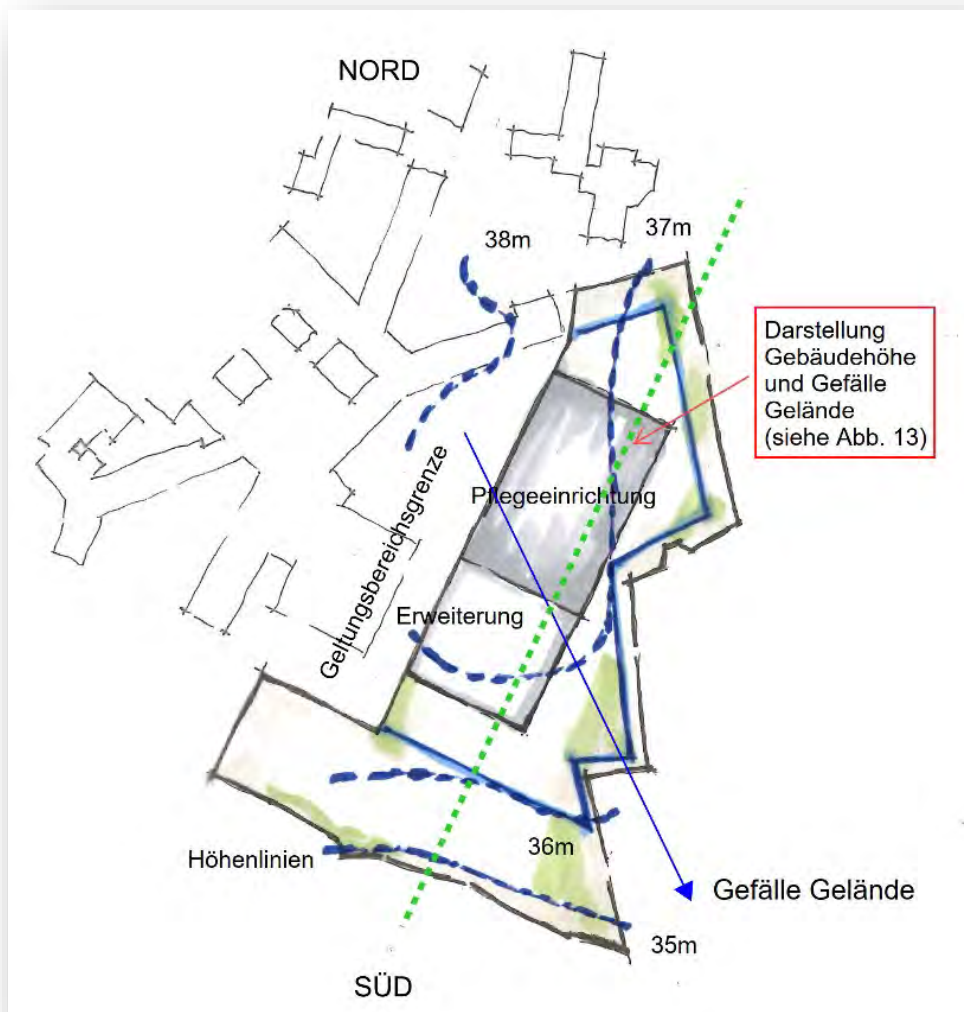 NORD
38m
37m
Darstellung
Gebäudehöhe
und Gefälle
Gelände
(siehe Abb. 13)
Geltungsbereichsgrenze
Pflegeeinrichtung
Erweiterung
36m
Höhenlinien
Gefälle Gelände
35m
SÜD